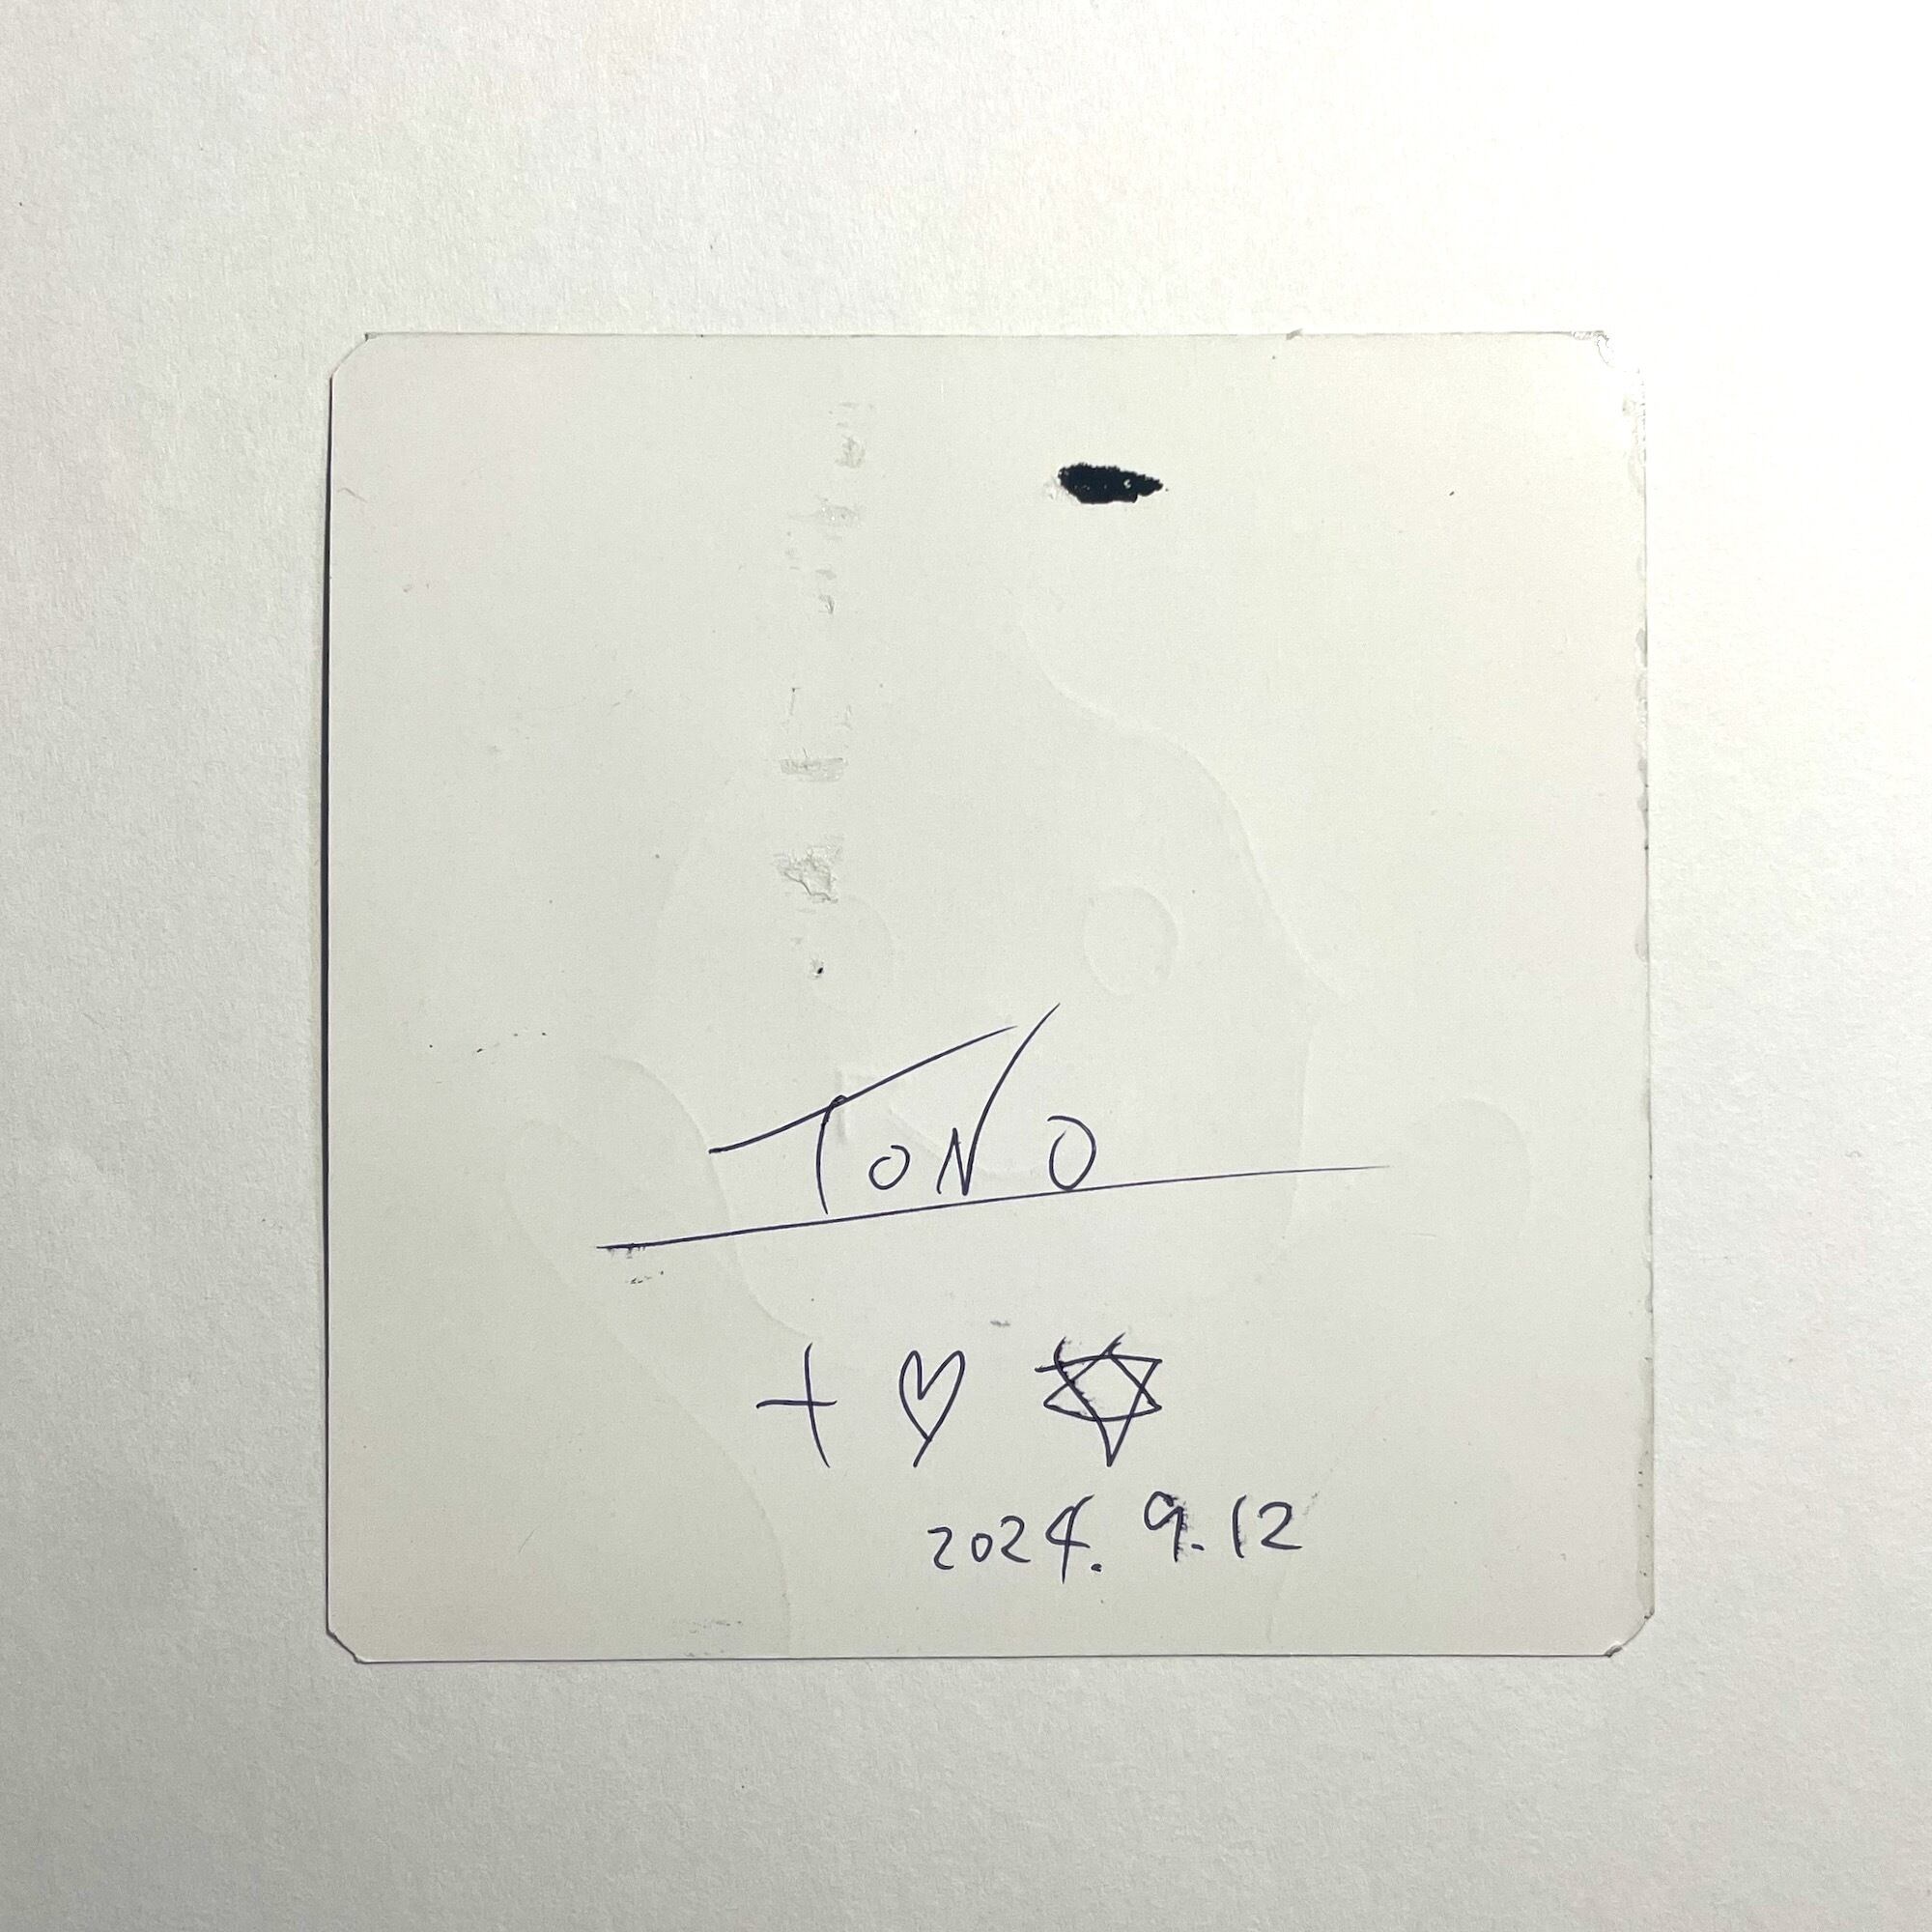 ToNO
+ ♡ ✡
2024. 9. 12